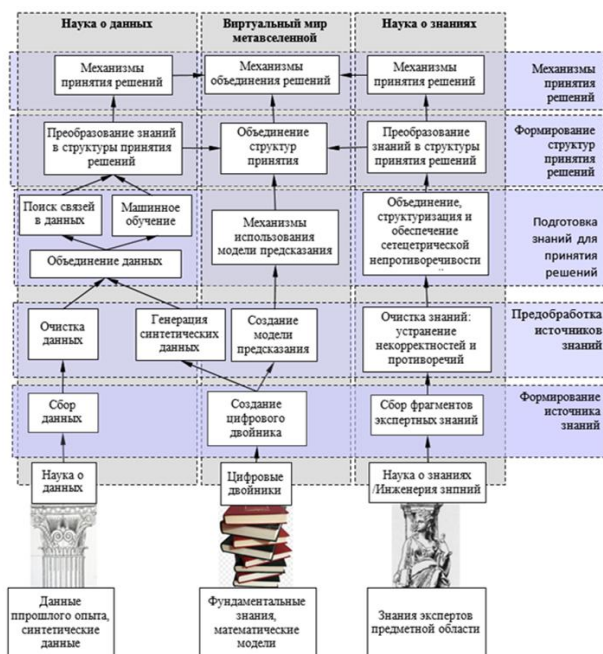 Наука о данных
Виртуальный мир
метавселенной
Наука о знаниях
Механизмы
принятия решений
Механизмы
объединения решений
Механизмы
принятия решений
Механизмы
принятия
решений
Преобразование знаний
в структуры принятия
решений
Объединение
структур
принятия
Преобразование
знаний в структуры
принятия решений
Формирование
структур
принятия
решений
Поиск связей
в данных
Машинное
обучение
Механизмы
использования
модели предсказания
Объединение,
структуризация и
обеспечение
сетецетрической
непротиворечивости
Подготовка
знаний для
принятия
решений
Объединение данных
Очистка
данных
Генерация
синтетических
данных
Создание
модели
предсказания
Очистка знаний:
устранение
некорректностей и
противоречий
Предобработка
источников
знаний
Сбор
данных
Создание
цифрового
двойника
Сбор фрагментов
экспертных знаний
Формирование
источника
знаний
Наука о
данных
Цифровые
двойники
Наука о знаниях
/Инженерия знпний
Данные
ппрошлого опыта,
синтетические
данные
Фундаментальные
знания,
математические
модели
Знания экспертов
предметной области